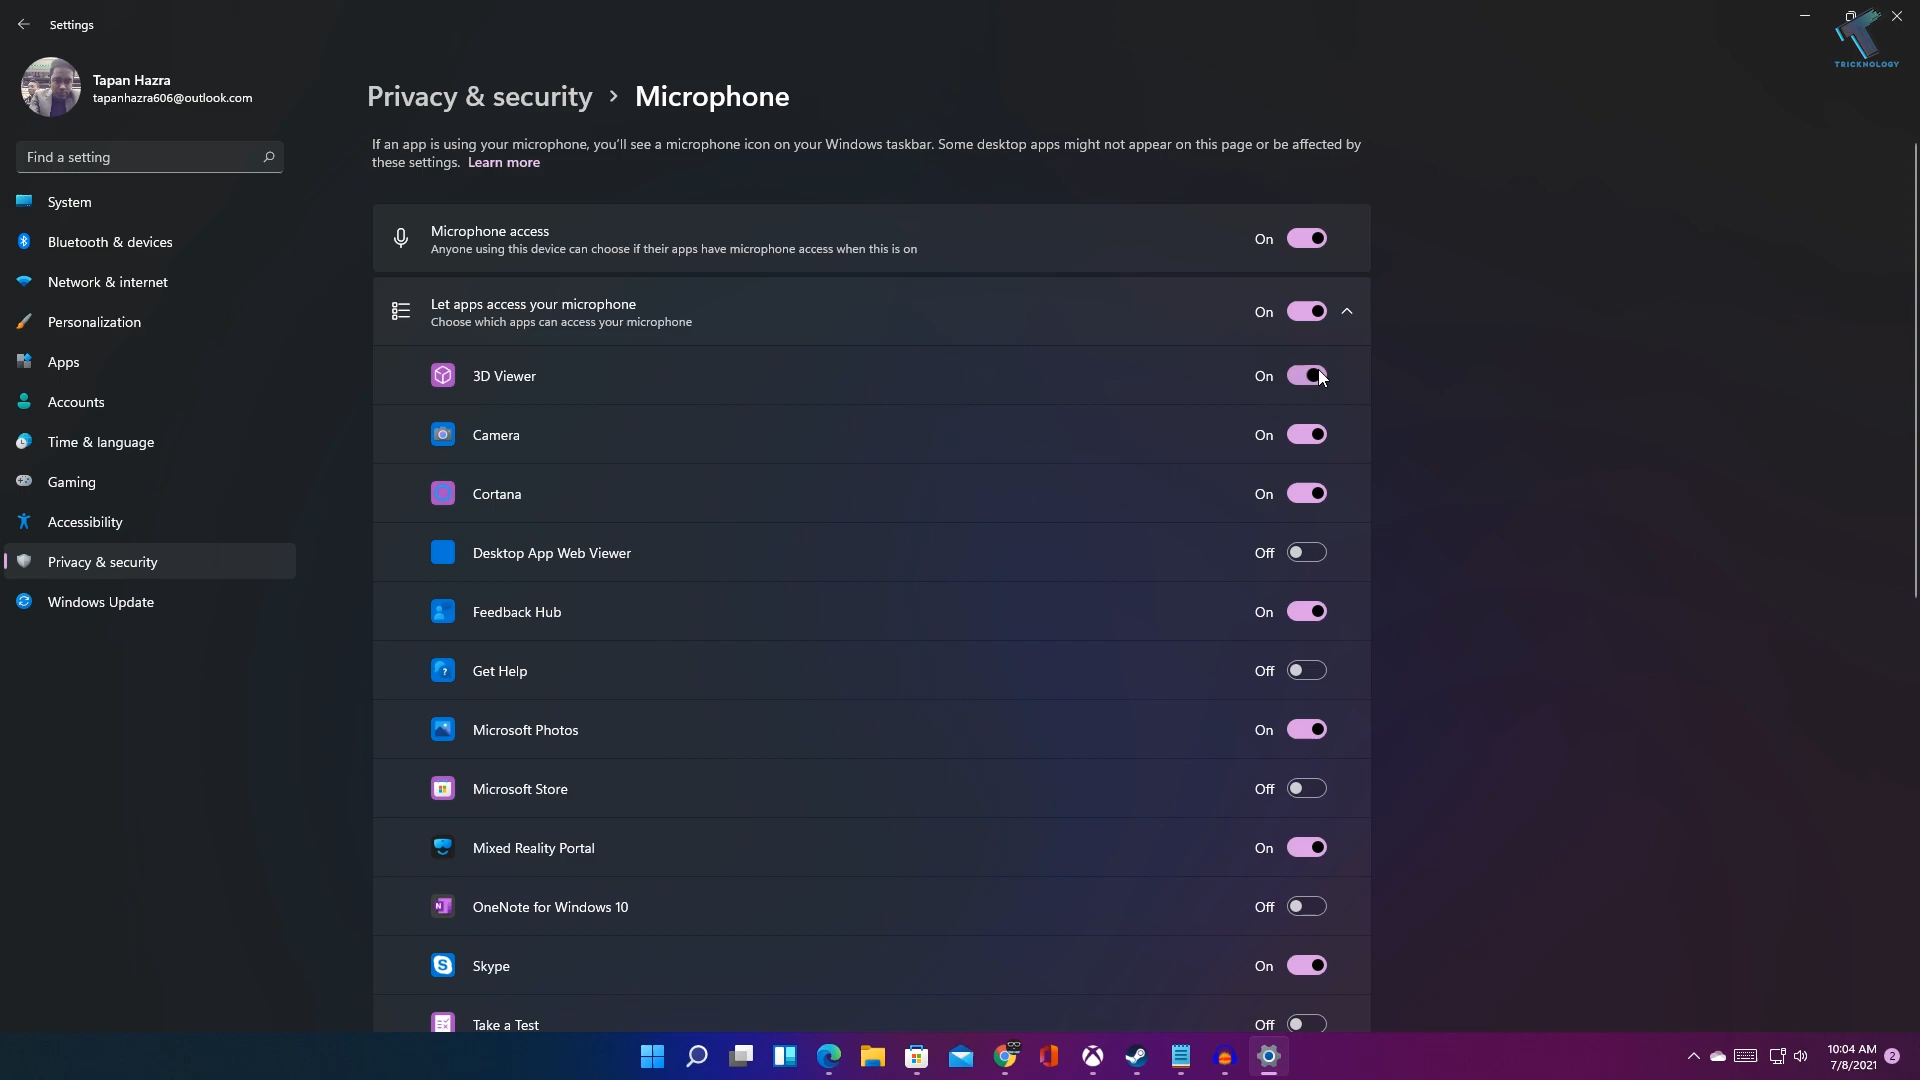 Settings
TRICKNOLOGY
Tapan Hazra
tapanhazra606@outlook.com
Find a setting
System
Bluetooth & devices
Network & internet
Personalization
Apps
Accounts
Time & language
Gaming
Accessibility
Privacy & security
Windows Update
Privacy & security > Microphone
If an app is using your microphone, you'll see a microphone icon on your Windows taskbar. Some desktop apps might not appear on this page or be affected by
these settings. Learn more
Microphone access
Anyone using this device can choose if their apps have microphone access when this is on
On
Let apps access your microphone
Choose which apps can access your microphone
On
3D Viewer On
Camera On
Cortana On
Desktop App Web Viewer Off
Feedback Hub On
Get Help Off
Microsoft Photos On
Microsoft Store Off
Mixed Reality Portal On
OneNote for Windows 10 Off
Skype On
Take a Test Off
10:04 AM
7/8/2021
2